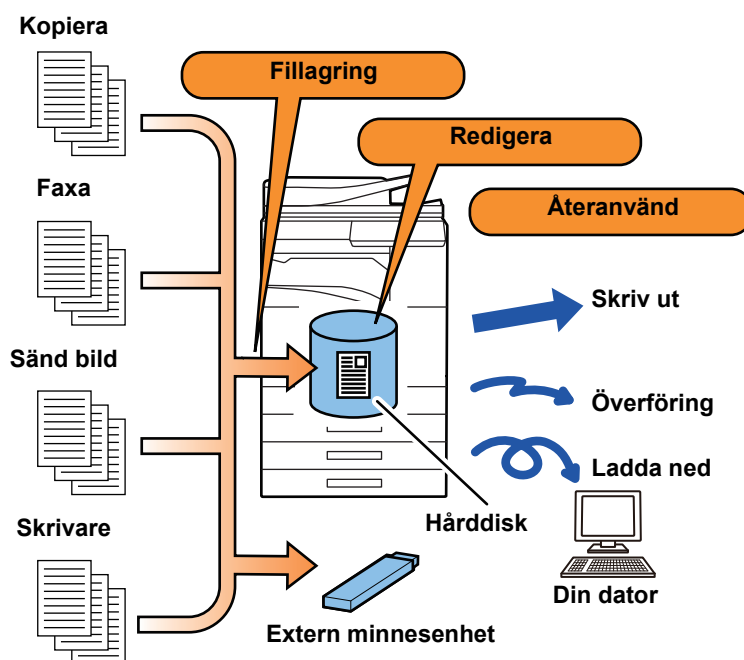 Kopiera
Fillagring
Redigera
Faxa
Återanvänd
Skriv ut
Sänd bild
Överföring
Ladda ned
Hårddisk
Skrivare
Din dator
Extern minnesenhet